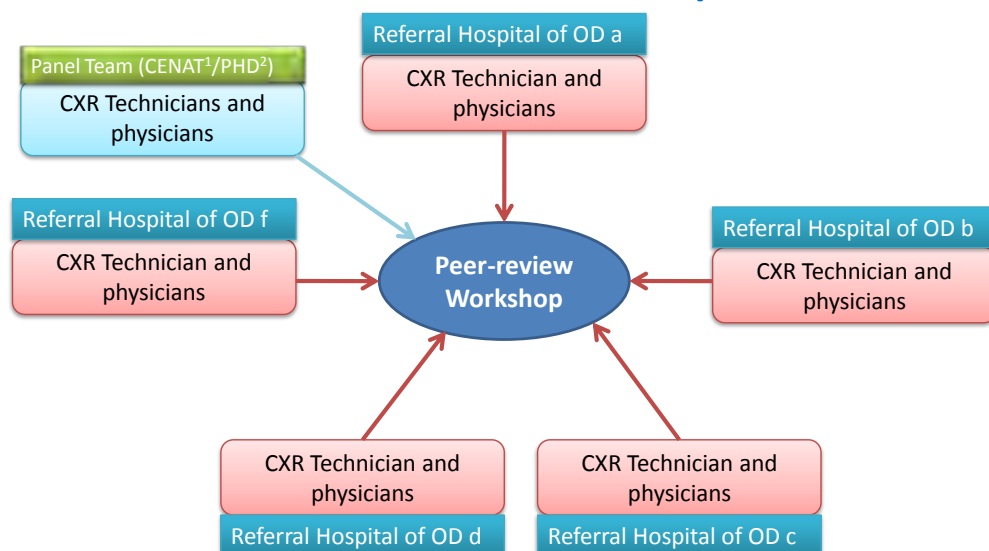 Referral Hospital of OD a
CXR Technician and
physicians
Panel Team (CENAT¹/PHD²)
CXR Technicians and
physicians
Referral Hospital of OD f
CXR Technician and
physicians
Peer-review
Workshop
Referral Hospital of OD b
CXR Technician and
physicians
CXR Technician and
physicians
Referral Hospital of OD d
CXR Technician and
physicians
Referral Hospital of OD c